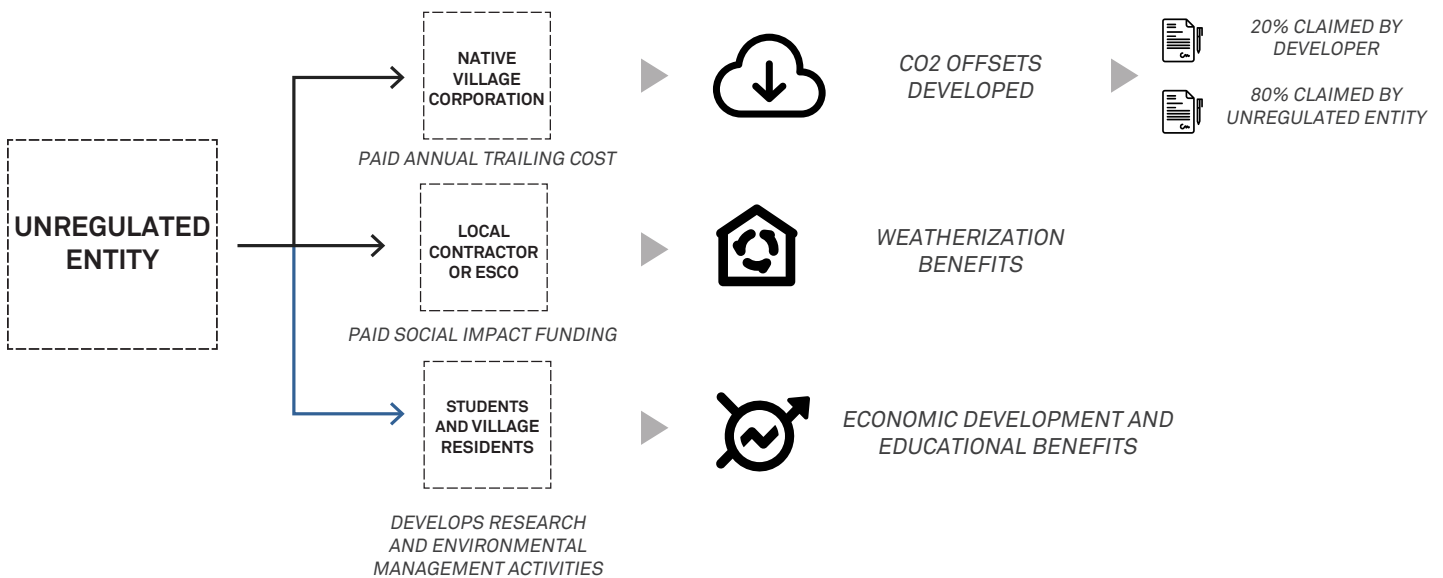 UNREGULATED
ENTITY
NATIVE
VILLAGE
CORPORATION
PAID ANNUAL TRAILING COST
CO2 OFFSETS
DEVELOPED
20% CLAIMED BY
DEVELOPER
80% CLAIMED BY
UNREGULATED ENTITY
LOCAL
CONTRACTOR
OR ESCO
PAID SOCIAL IMPACT FUNDING
WEATHERIZATION
BENEFITS
STUDENTS
AND VILLAGE
RESIDENTS
DEVELOPS RESEARCH
AND ENVIRONMENTAL
MANAGEMENT ACTIVITIES
ECONOMIC DEVELOPMENT AND
EDUCATIONAL BENEFITS